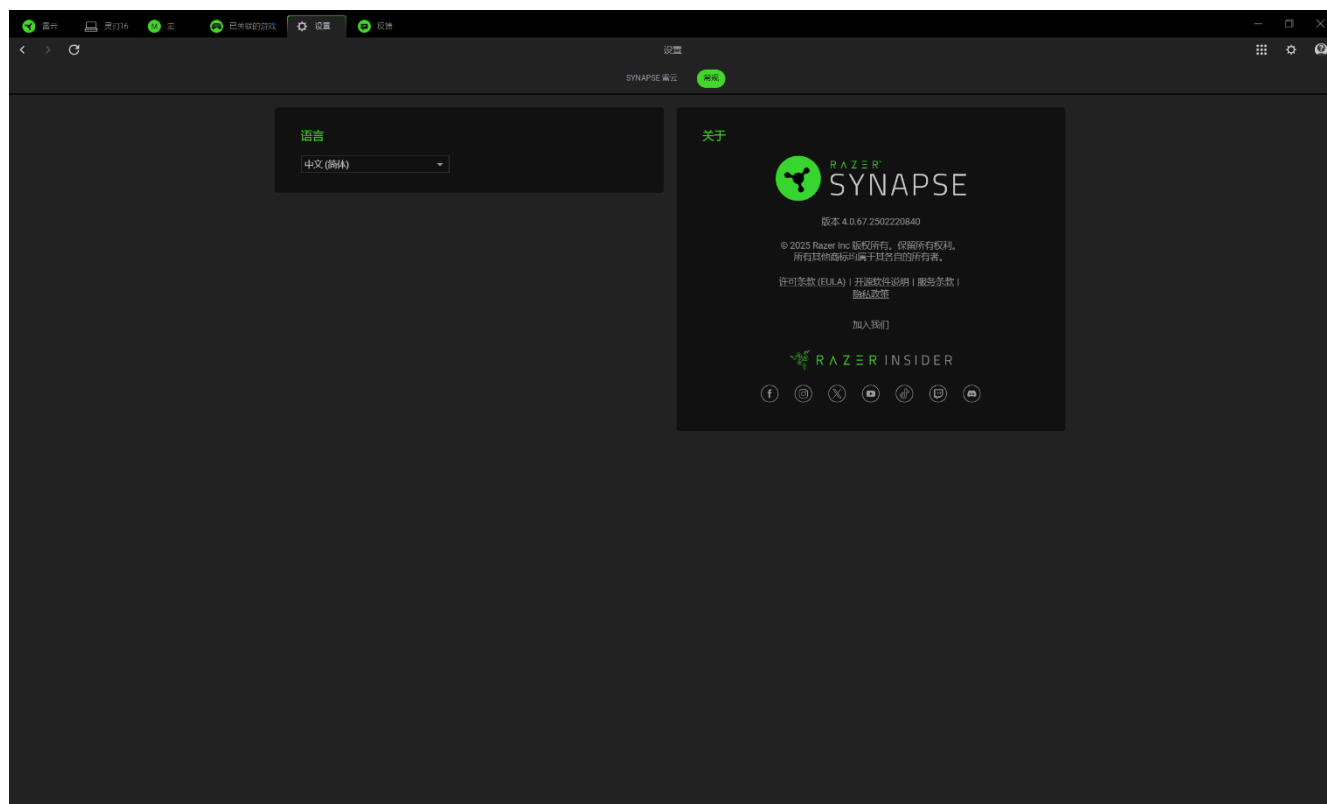 雷云 灵刃16 宏 已关联的游戏 设置 反馈
设置
SYNAPSE 雷云 常规
语言
中文 (简体)
关于
RAZER
SYNAPSE
版本 4.0.67.2502220840
© 2025 Razer Inc 版权所有。保留所有权利。
所有其他商标均属于其各自的所有者。
许可条款 (EULA) | 开源软件说明 | 服务条款 |
隐私政策
加入我们
RAZER INSIDER